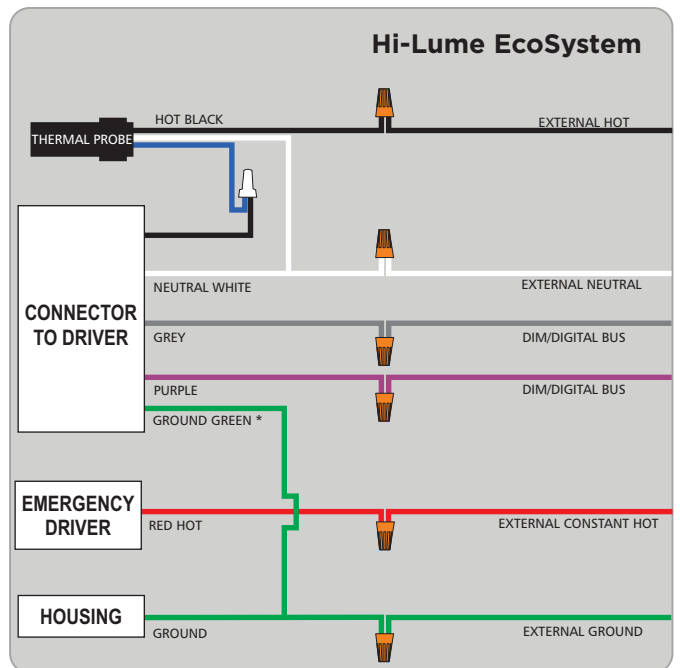 Hi-Lume EcoSystem
HOT BLACK
EXTERNAL HOT
THERMAL PROBE
NEUTRAL WHITE
EXTERNAL NEUTRAL
CONNECTOR
TO DRIVER
GREY
DIM/DIGITAL BUS
PURPLE
DIM/DIGITAL BUS
GROUND GREEN *
EMERGENCY
DRIVER
RED HOT
EXTERNAL CONSTANT HOT
HOUSING
GROUND
EXTERNAL GROUND